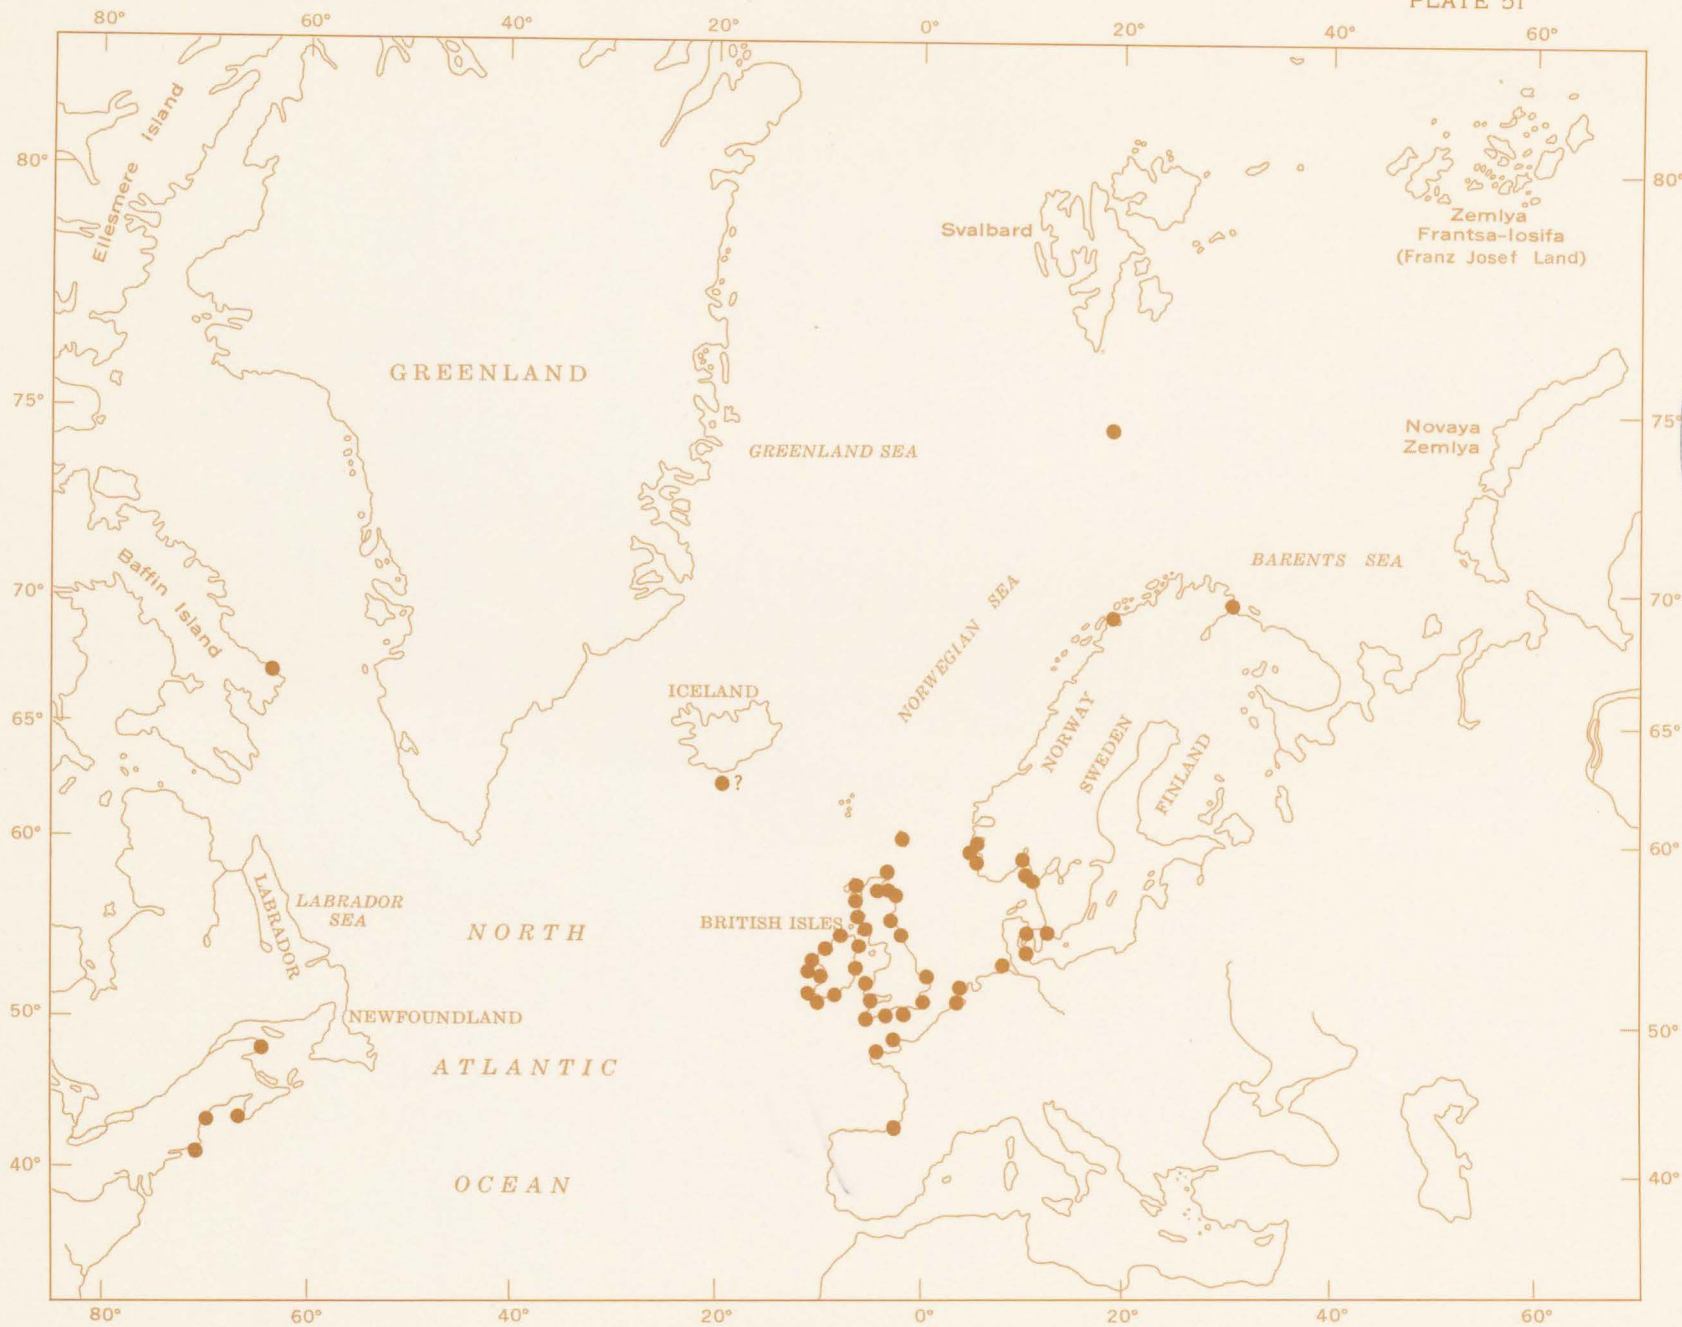 PLATE 51
80° 60° 40° 20° 0° 20° 40° 60°
Ellesmere Island
80°
80°
Zemlya
Frantsa-Iosifa
(Franz Josef Land)
Svalbard
GREENLAND
75°
75°
Novaya
Zemlya
GREENLAND SEA
BARENTS SEA
Baffin Island
70°
70°
NORWEGIAN SEA
ICELAND
65°
65°
NORWAY
SWEDEN
FINLAND
?
60°
60°
LABRADOR
LABRADOR
SEA
BRITISH ISLES
NORTH
50°
50°
NEWFOUNDLAND
ATLANTIC
40°
40°
OCEAN
80° 60° 40° 20° 0° 20° 40° 60°